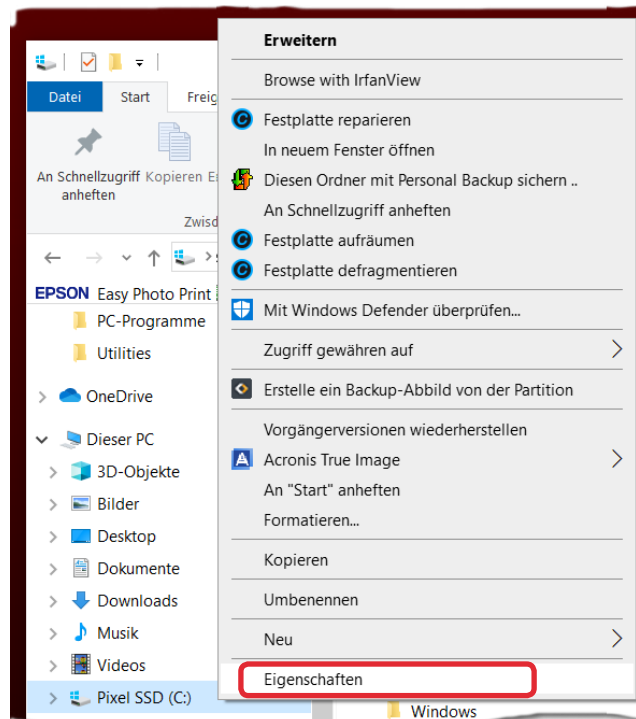 Datei Start Freig
An Schnellzugriff Kopieren
anheften
Zwisc
EPSON Easy Photo Print
PC-Programme
Utilities
OneDrive
Dieser PC
3D-Objekte
Bilder
Desktop
Dokumente
Downloads
Musik
Videos
Pixel SSD (C:)
Erweitern
Browse with IrfanView
Festplatte reparieren
In neuem Fenster öffnen
Diesen Ordner mit Personal Backup sichern ..
An Schnellzugriff anheften
Festplatte aufräumen
Festplatte defragmentieren
Mit Windows Defender überprüfen...
Zugriff gewähren auf
Erstelle ein Backup-Abbild von der Partition
Vorgängerversionen wiederherstellen
Acronis True Image
An "Start" anheften
Formatieren...
Kopieren
Umbenennen
Neu
Eigenschaften
Windows